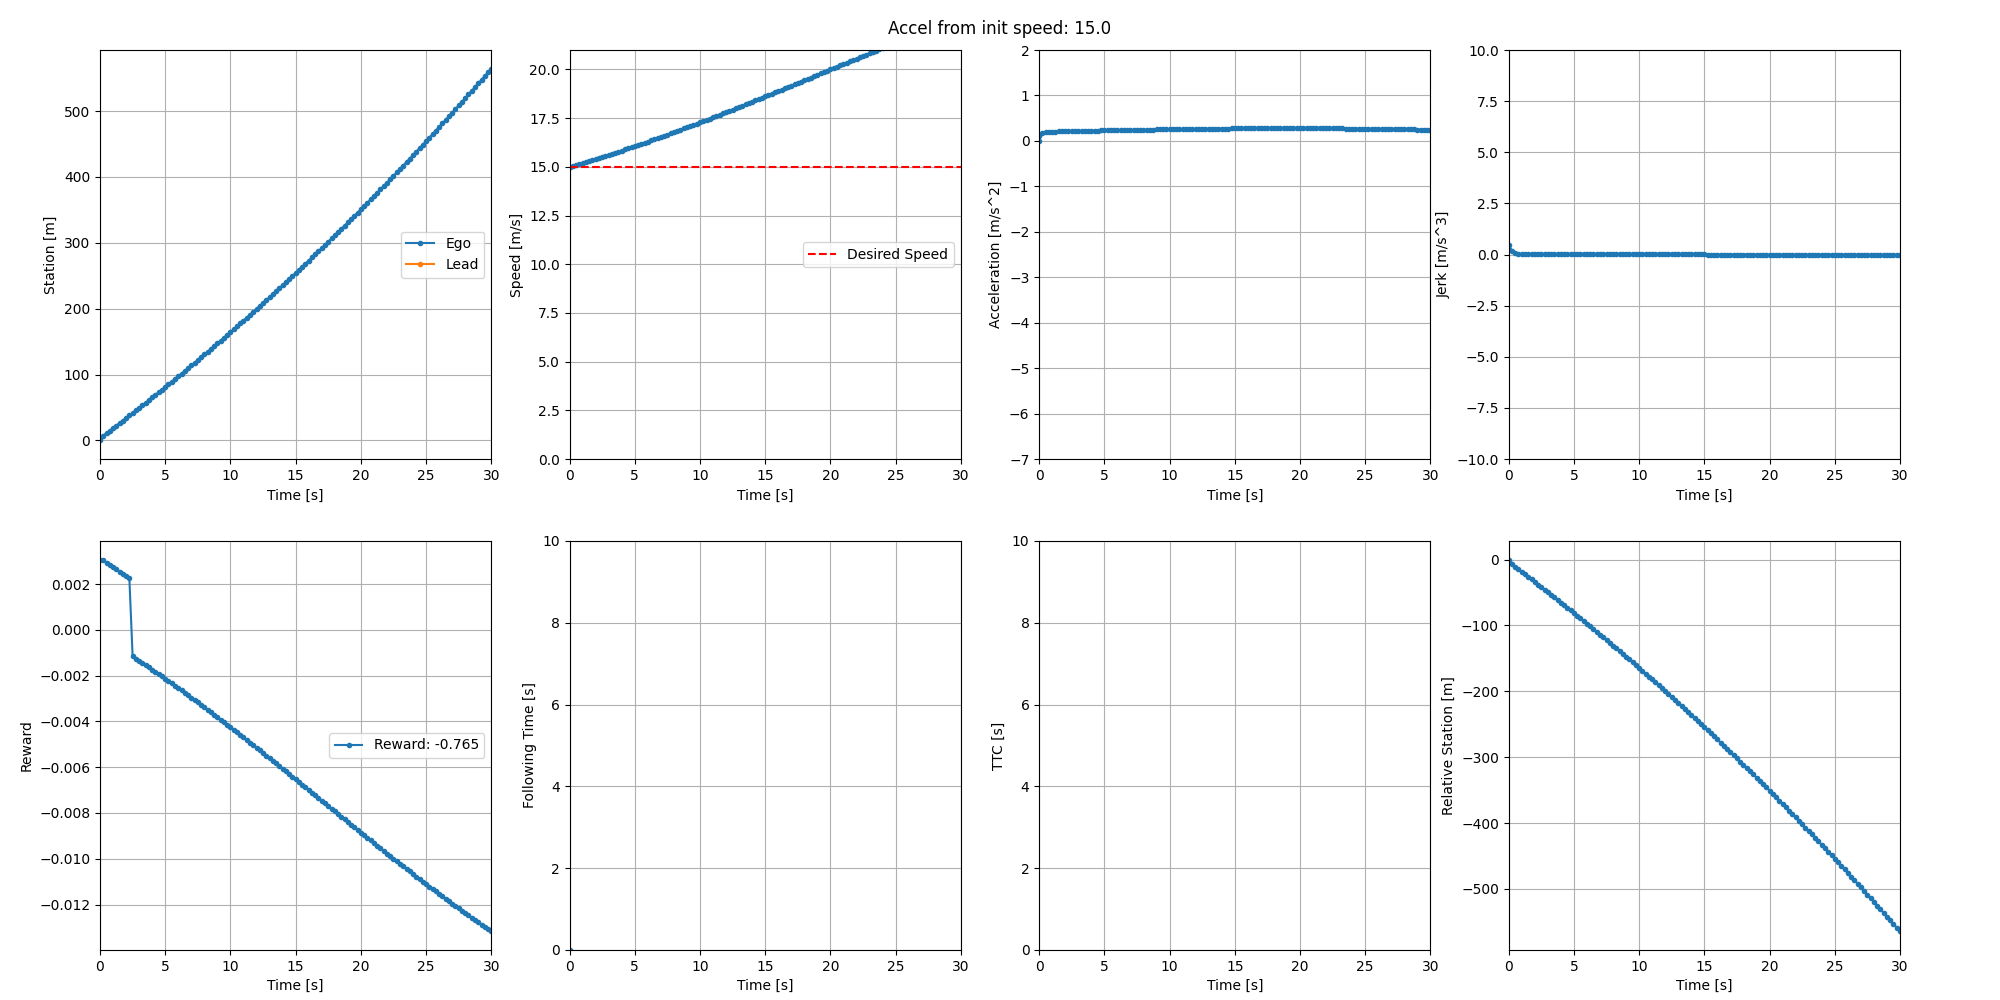 Accel from init speed: 15.0
Station [m]
500
400
300
200
100
0
Ego
Lead
0 5 10 15 20 25 30
Time [s]
Speed [m/s]
20.0
17.5
15.0
12.5
10.0
7.5
5.0
2.5
0.0
Desired Speed
0 5 10 15 20 25 30
Time [s]
Acceleration [m/s^2]
2
1
0
−1
−2
−3
−4
−5
−6
−7
0 5 10 15 20 25 30
Time [s]
Jerk [m/s^3]
10.0
7.5
5.0
2.5
0.0
−2.5
−5.0
−7.5
−10.0
0 5 10 15 20 25 30
Time [s]
Reward
0.002
0.000
−0.002
−0.004
−0.006
−0.008
−0.010
−0.012
Reward: -0.765
0 5 10 15 20 25 30
Time [s]
Following Time [s]
10
8
6
4
2
0
0 5 10 15 20 25 30
Time [s]
TTC [s]
10
8
6
4
2
0
0 5 10 15 20 25 30
Time [s]
Relative Station [m]
0
−100
−200
−300
−400
−500
0 5 10 15 20 25 30
Time [s]